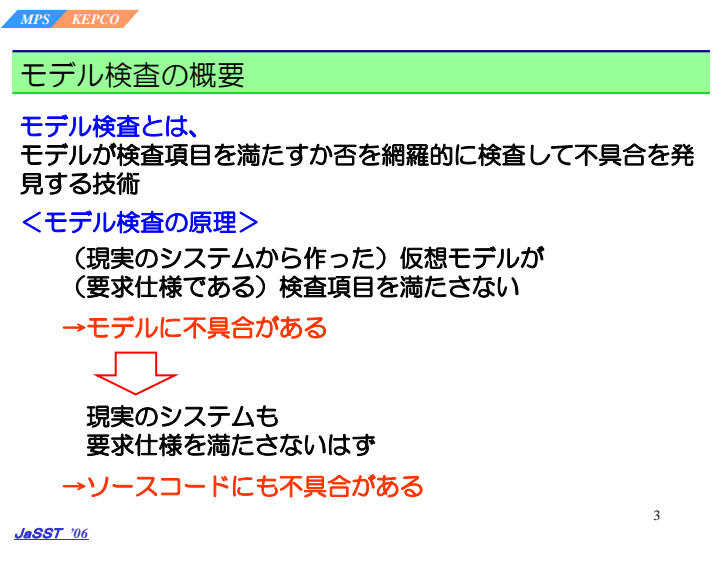 MPS KEPCO
モデル検査の概要
モデル検査とは、
モデルが検査項目を満たすか否を網羅的に検査して不具合を発
見する技術
＜モデル検査の原理＞
（現実のシステムから作った）仮想モデルが
（要求仕様である）検査項目を満たさない
→モデルに不具合がある
現実のシステムも
要求仕様を満たさないはず
→ソースコードにも不具合がある
3
JaSST '06